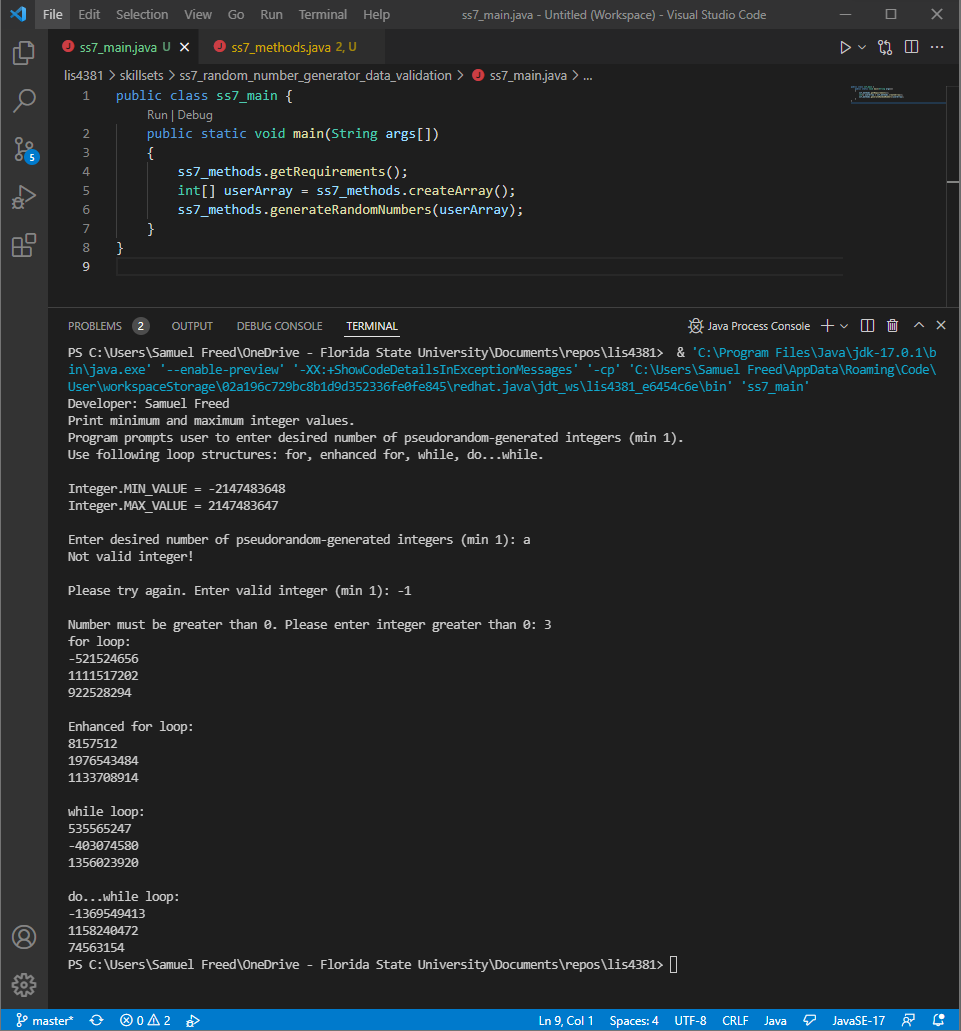 File Edit Selection View Go Run Terminal Help ss7_main.java - Untitled (Workspace) - Visual Studio Code
ss7_main.java U ss7_methods.java 2, U
lis4381 > skillsets > ss7_random_number_generator_data_validation > ss7_main.java > ...
1 public class ss7_main {
Run | Debug
2 public static void main(String args[])
3 {
4 ss7_methods.getRequirements();
5 int[] userArray = ss7_methods.createArray();
6 ss7_methods.generateRandomNumbers(userArray);
7 }
8 }
9
5
PROBLEMS 2 OUTPUT DEBUG CONSOLE TERMINAL Java Process Console
PS C:\Users\Samuel Freed\OneDrive - Florida State University\Documents\repos\lis4381> & 'C:\Program Files\Java\jdk-17.0.1\b
in\java.exe' '--enable-preview' '-XX:+ShowCodeDetailsInExceptionMessages' '-cp' 'C:\Users\Samuel Freed\AppData\Roaming\Code\
User\workspaceStorage\02a196c729bc8b1d9d352336fe0fe845\redhat.java\jdt_ws\lis4381_e6454c6e\bin' 'ss7_main'
Developer: Samuel Freed
Print minimum and maximum integer values.
Program prompts user to enter desired number of pseudorandom-generated integers (min 1).
Use following loop structures: for, enhanced for, while, do...while.
Integer.MIN_VALUE = -2147483648
Integer.MAX_VALUE = 2147483647
Enter desired number of pseudorandom-generated integers (min 1): a
Not valid integer!
Please try again. Enter valid integer (min 1): -1
Number must be greater than 0. Please enter integer greater than 0: 3
for loop:
-521524656
1111517202
922528294
Enhanced for loop:
8157512
1976543484
1133708914
while loop:
535565247
-403074580
1356023920
do...while loop:
-1369549413
1158240472
74563154
PS C:\Users\Samuel Freed\OneDrive - Florida State University\Documents\repos\lis4381>
master* 0 2 Ln 9, Col 1 Spaces: 4 UTF-8 CRLF Java JavaSE-17